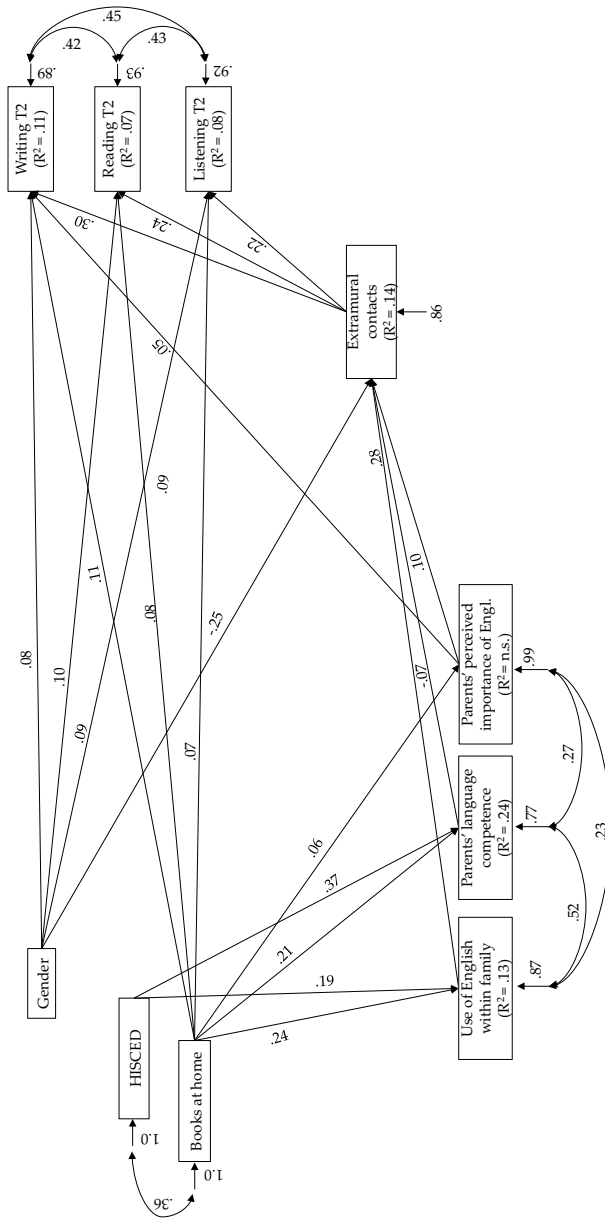 .45
.42
.43
.89
.93
.92
Writing T2
(R² = .11)
Reading T2
(R² = .07)
Listening T2
(R² = .08)
.30
.24
.22
Extramural
contacts
(R² = .14)
.86
.05
.28
.09
.10
.11
.08
-.25
-.07
.08
.10
.09
.07
.06
Parents' perceived
importance of Engl.
(R² = n.s.)
.99
.27
.23
Parents' language
competence
(R² = .24)
.77
.52
.37
.21
.19
.24
Use of English
within family
(R² = .13)
.87
Gender
HISCED
1.0
Books at home
1.0
.36